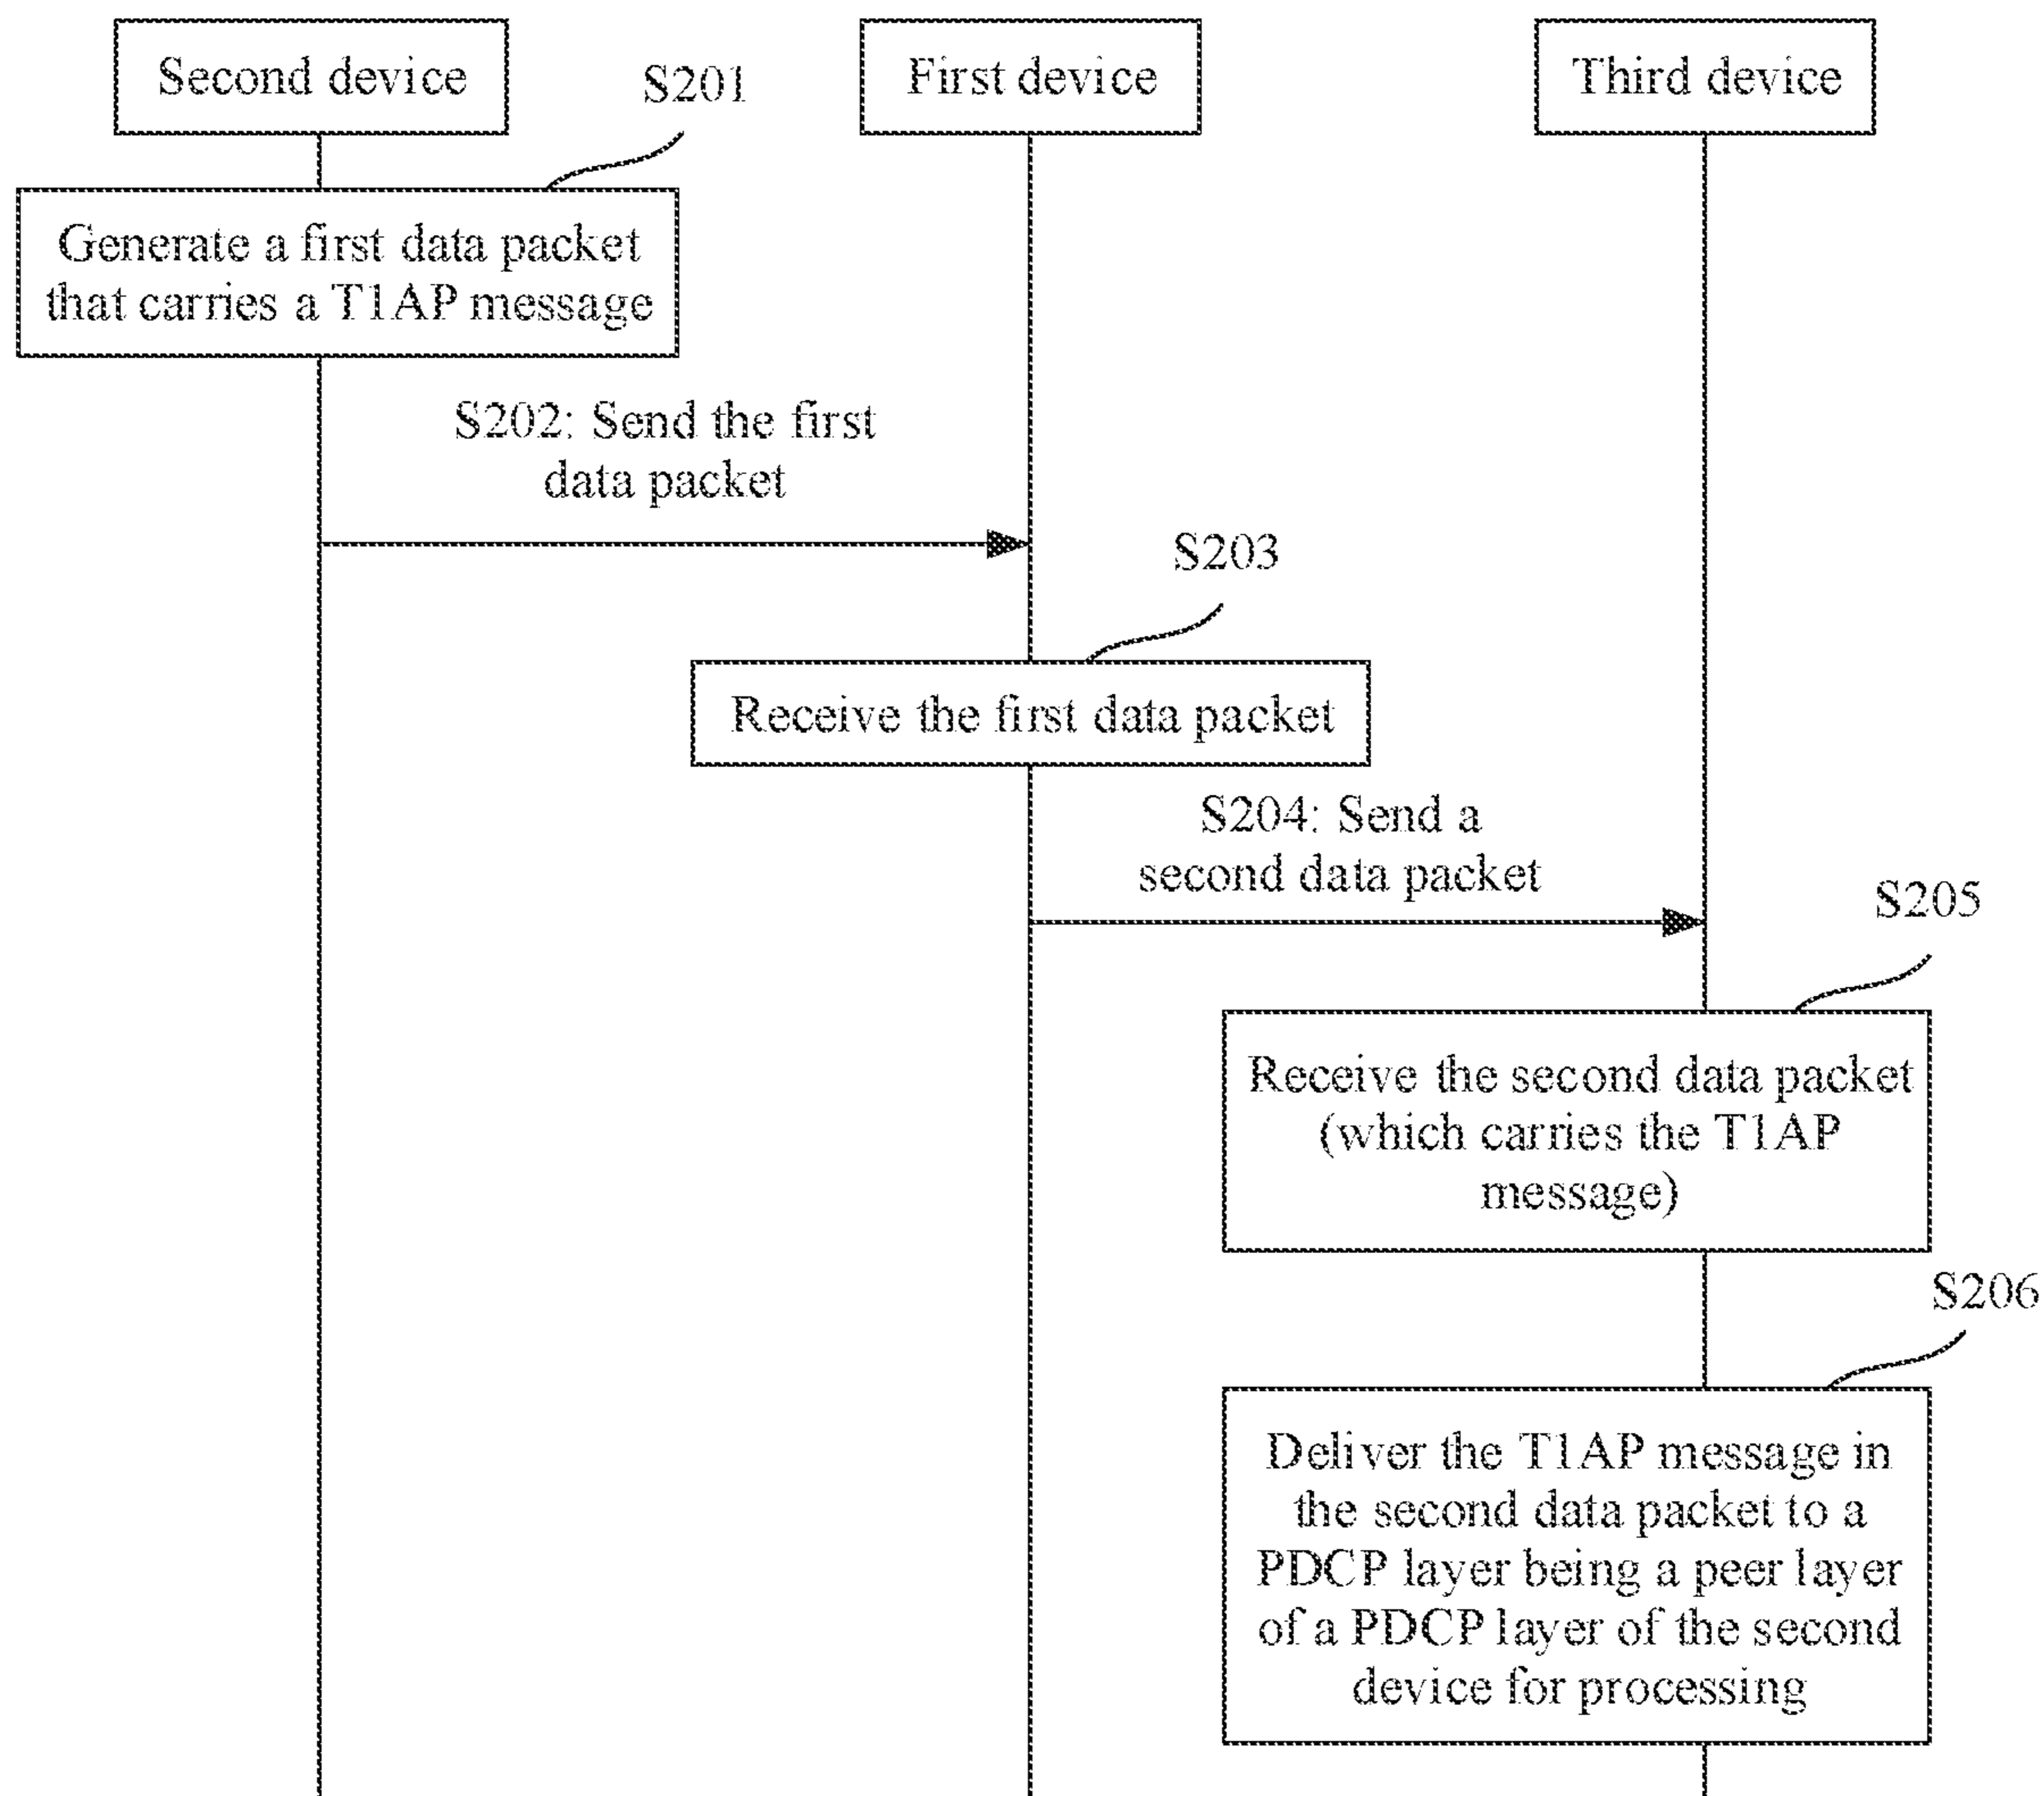 Second device
First device
Third device
S201
Generate a first data packet
that carries a T1AP message
S202: Send the first
data packet
S203
Receive the first data packet
S204: Send a
second data packet
S205
Receive the second data packet
(which carries the T1AP
message)
S206
Deliver the T1AP message in
the second data packet to a
PDCP layer being a peer layer
of a PDCP layer of the second
device for processing